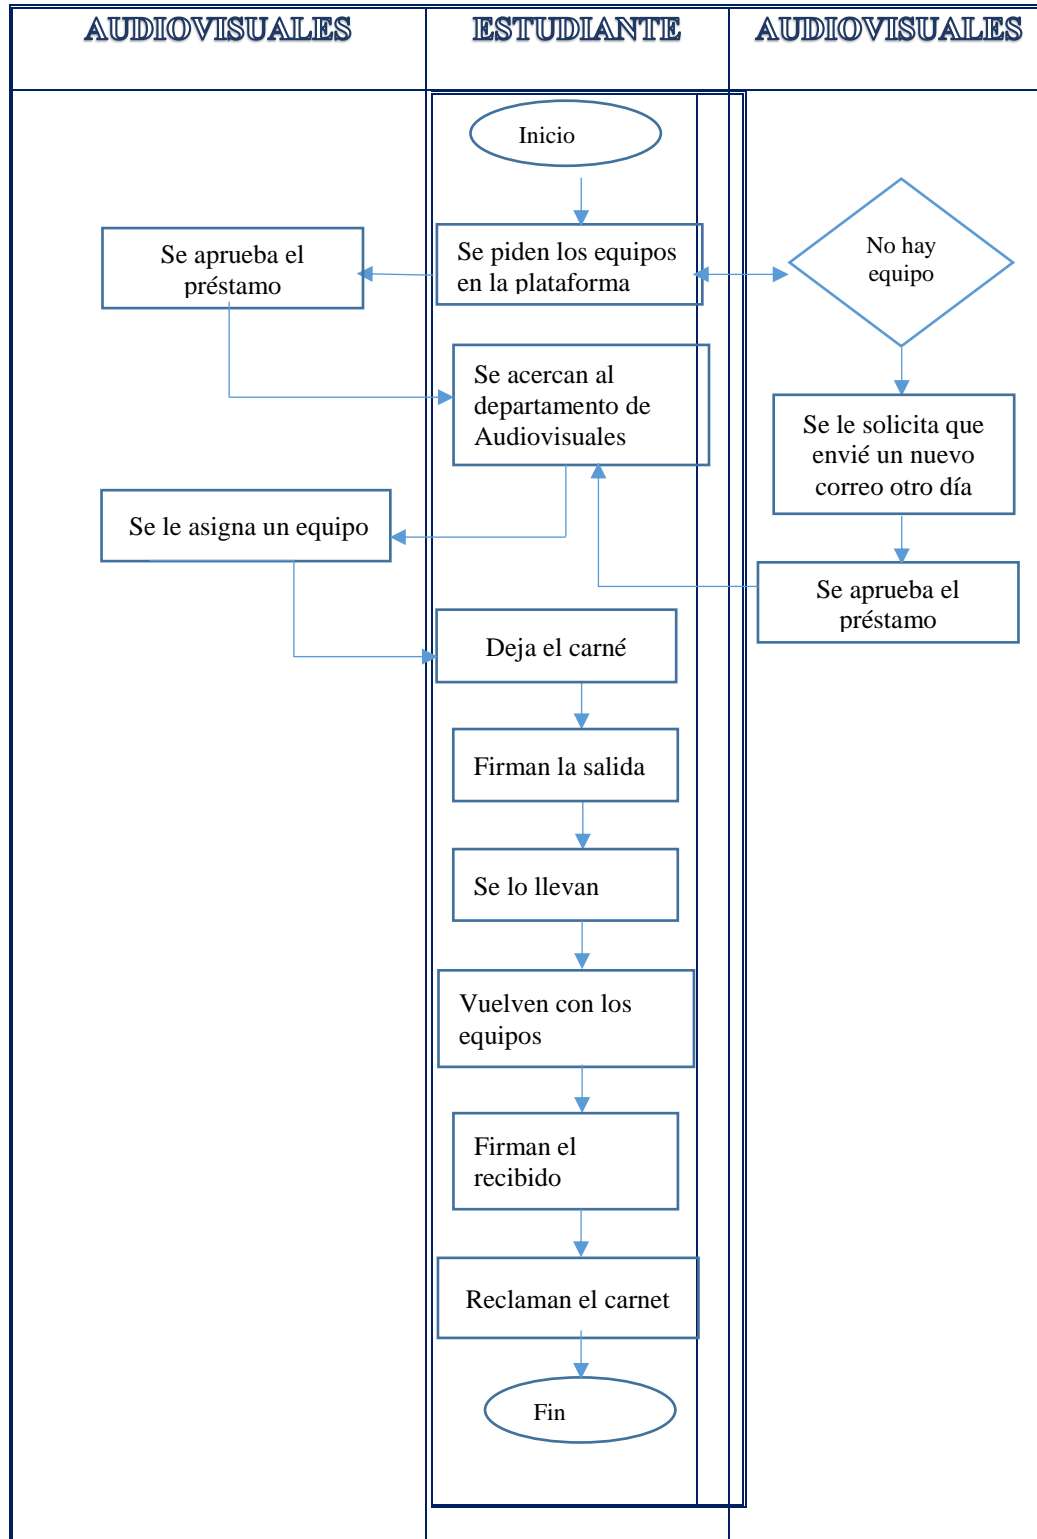 AUDIOVISUALES
ESTUDIANTE
AUDIOVISUALES
Inicio
Se piden los equipos
en la plataforma
Se aprueba el
préstamo
No hay
equipo
Se acercan al
departamento de
Audiovisuales
Se le solicita que
envié un nuevo
correo otro día
Se le asigna un equipo
Se aprueba el
préstamo
Deja el carné
Firman la salida
Se lo llevan
Vuelven con los
equipos
Firman el
recibido
Reclaman el carnet
Fin